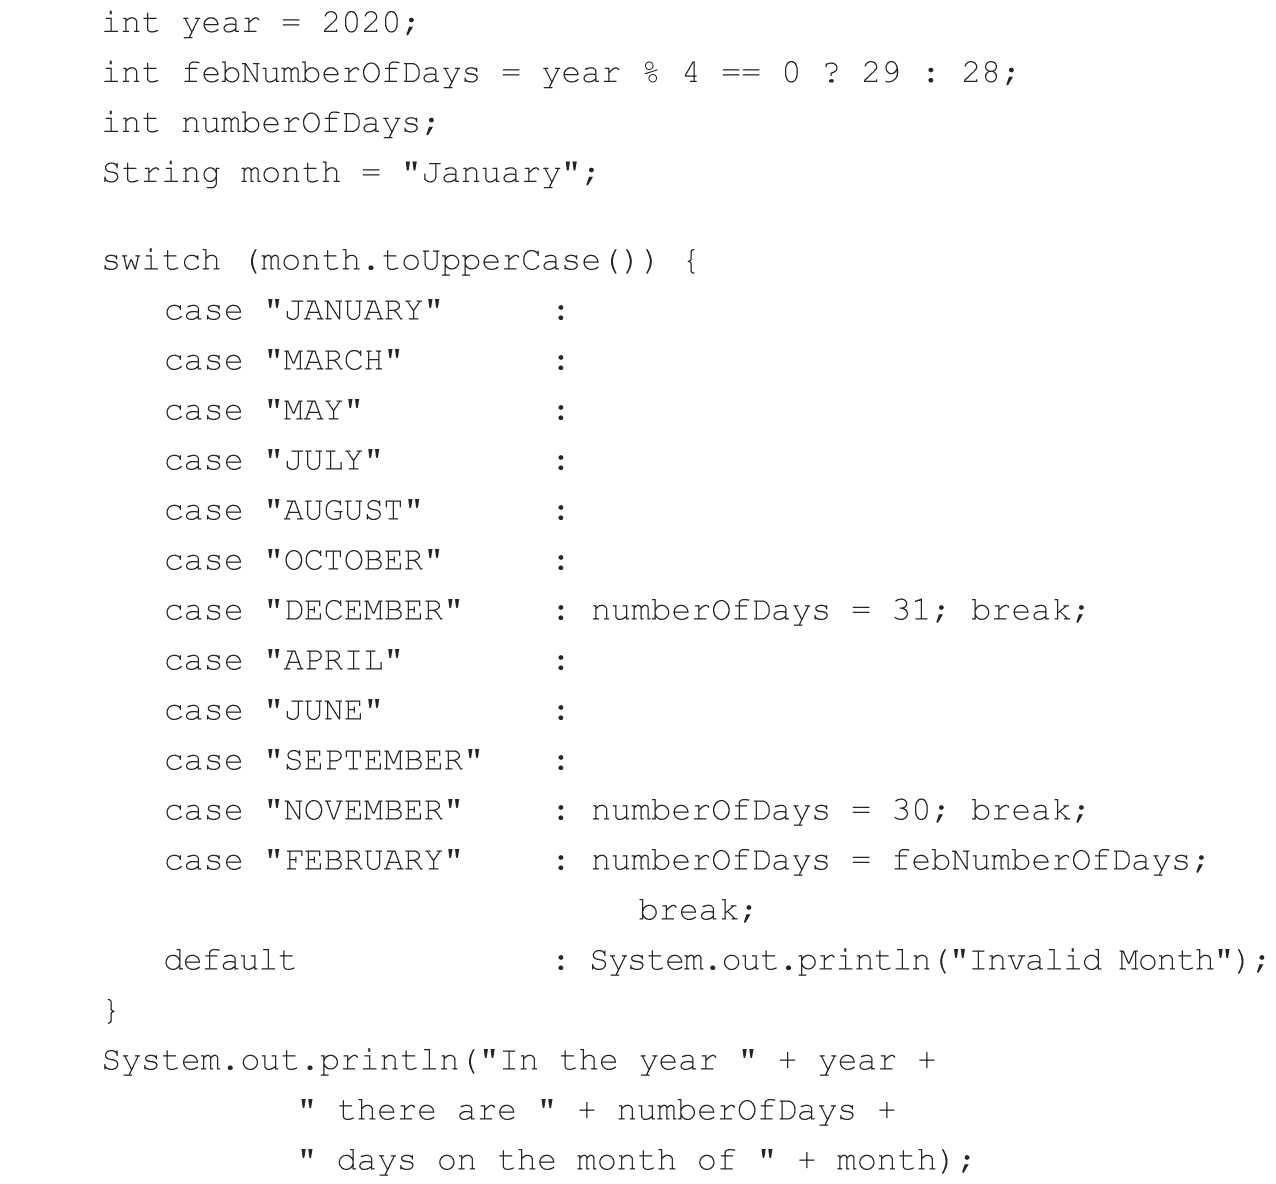 int year = 2020;
int febNumberOfDays = year % 4 == 0 ? 29 : 28;
int numberOfDays;
String month = "January";

switch (month.toUpperCase()) {
   case "JANUARY"     :
   case "MARCH"       :
   case "MAY"         :
   case "JULY"        :
   case "AUGUST"      :
   case "OCTOBER"     :
   case "DECEMBER"    : numberOfDays = 31; break;
   case "APRIL"       :
   case "JUNE"        :
   case "SEPTEMBER"   :
   case "NOVEMBER"    : numberOfDays = 30; break;
   case "FEBRUARY"    : numberOfDays = febNumberOfDays;
                        break;
   default            : System.out.println("Invalid Month");
}
System.out.println("In the year " + year +
          " there are " + numberOfDays +
          " days on the month of " + month);